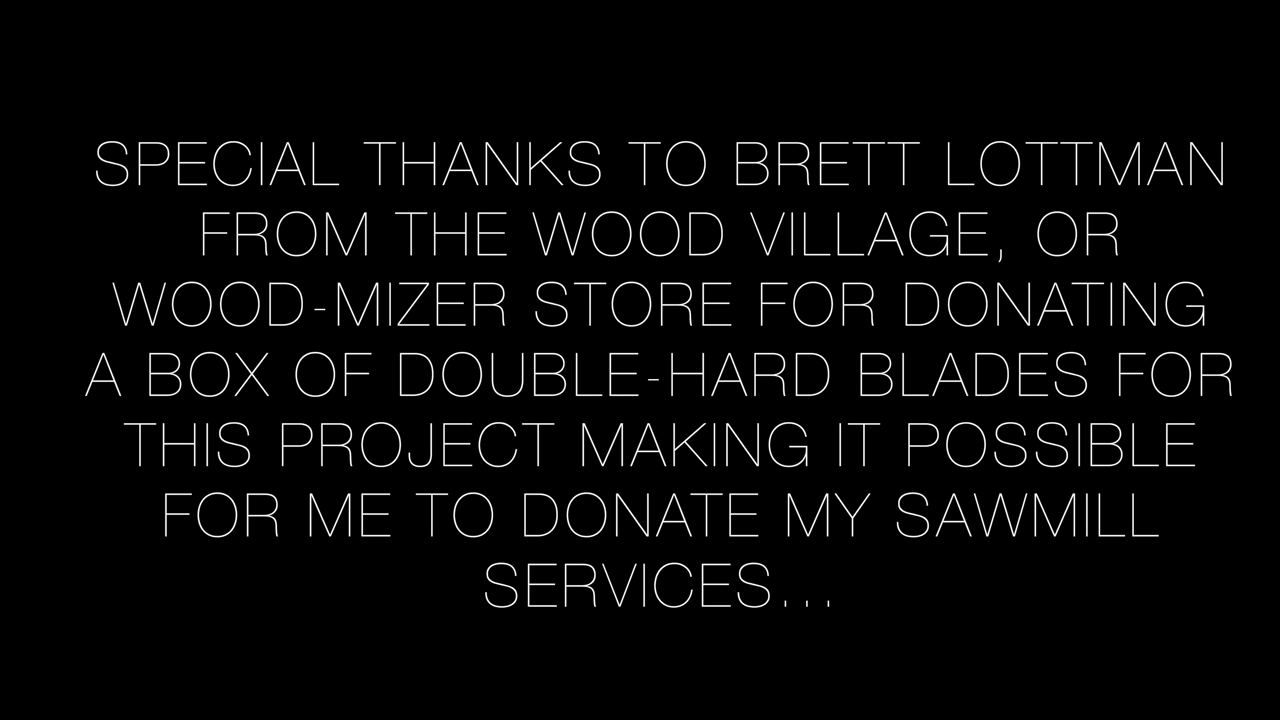 SPECIAL THANKS TO BRETT LOTTMAN
FROM THE WOOD VILLAGE, OR
WOOD-MIZER STORE FOR DONATING
A BOX OF DOUBLE-HARD BLADES FOR
THIS PROJECT MAKING IT POSSIBLE
FOR ME TO DONATE MY SAWMILL
SERVICES...